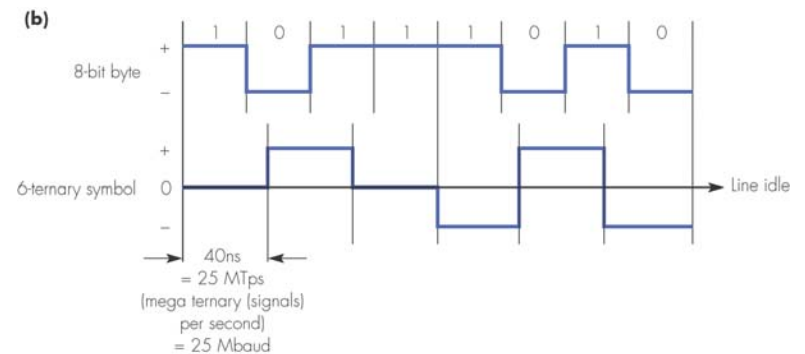 (b)
1 0 1 1 1 0 1 0
+
8-bit byte
−
+
6-ternary symbol 0 Line idle
−
40ns
= 25 MTps
(mega ternary (signals)
per second)
= 25 Mbaud